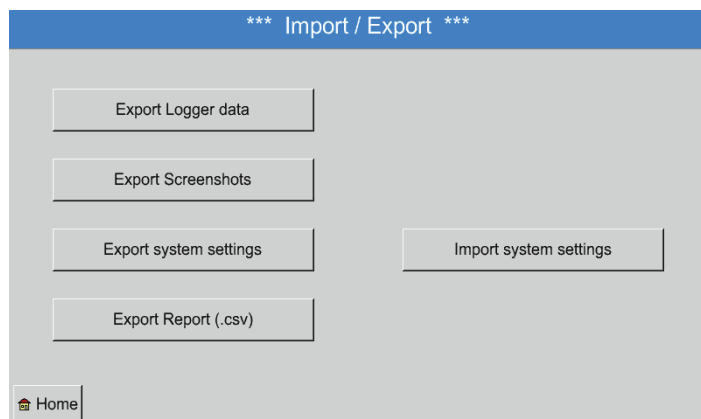 *** Import / Export ***
Export Logger data
Export Screenshots
Export system settings
Import system settings
Export Report (.csv)
Home